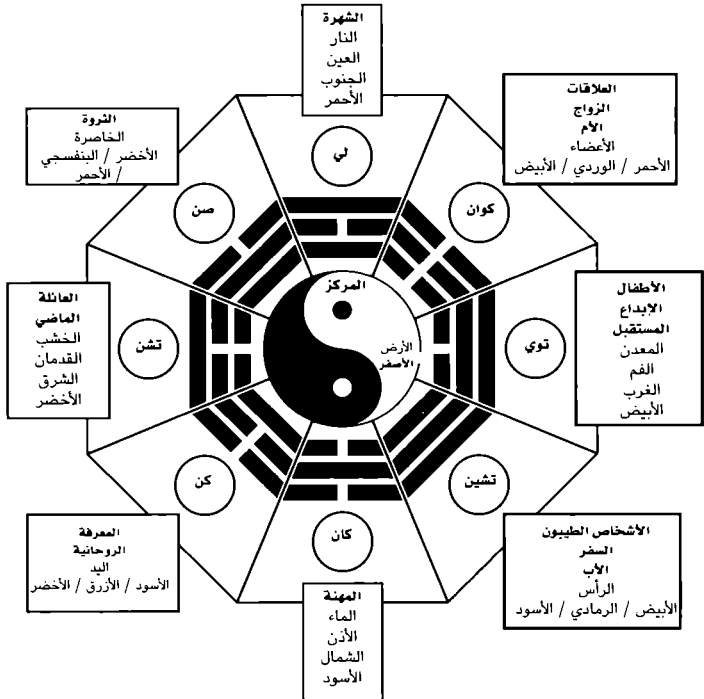 الشهرة
النار
العين
الجنوب
الأحمر
العلاقات
الزواج
الأم
الأعضاء
الأحمر / الوردي / الأبيض
الثروة
الخاصرة
الأخضر / البنفسجي
/ الأحمر
لي
كوان
صن
المركز
الأرض
الأصفر
الأطفال
الإبداع
المستقبل
المعدن
الفم
الغرب
الأبيض
توي
تشن
العائلة
الماضي
الخشب
القدمان
الشرق
الأخضر
تشين
كان
كن
الأشخاص الطيبون
السفر
الأب
الرأس
الأبيض / الرمادي / الأسود
المهنة
الماء
الأذن
الشمال
الأسود
المعرفة
الروحانية
اليد
الأسود / الأزرق / الأخضر